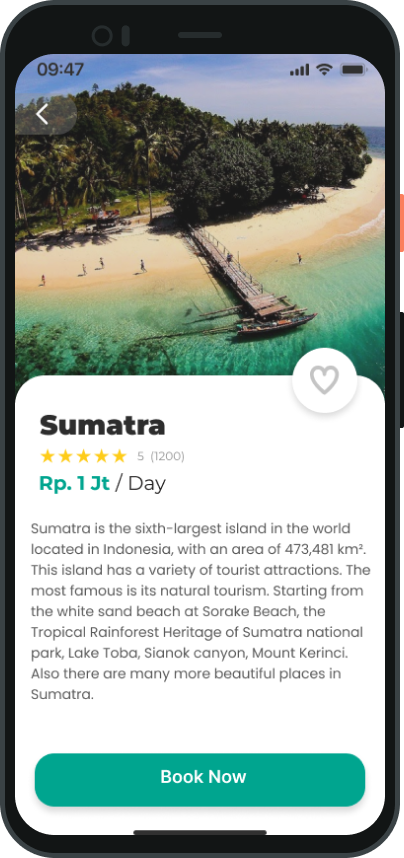 09:47
Sumatra
5 (1200)
Rp. 1 Jt / Day
Sumatra is the sixth-largest island in the world
located in Indonesia, with an area of 473,481 km².
This island has a variety of tourist attractions. The
most famous is its natural tourism. Starting from
the white sand beach at Sorake Beach, the
Tropical Rainforest Heritage of Sumatra national
park, Lake Toba, Sianok canyon, Mount Kerinci.
Also there are many more beautiful places in
Sumatra.
Book Now